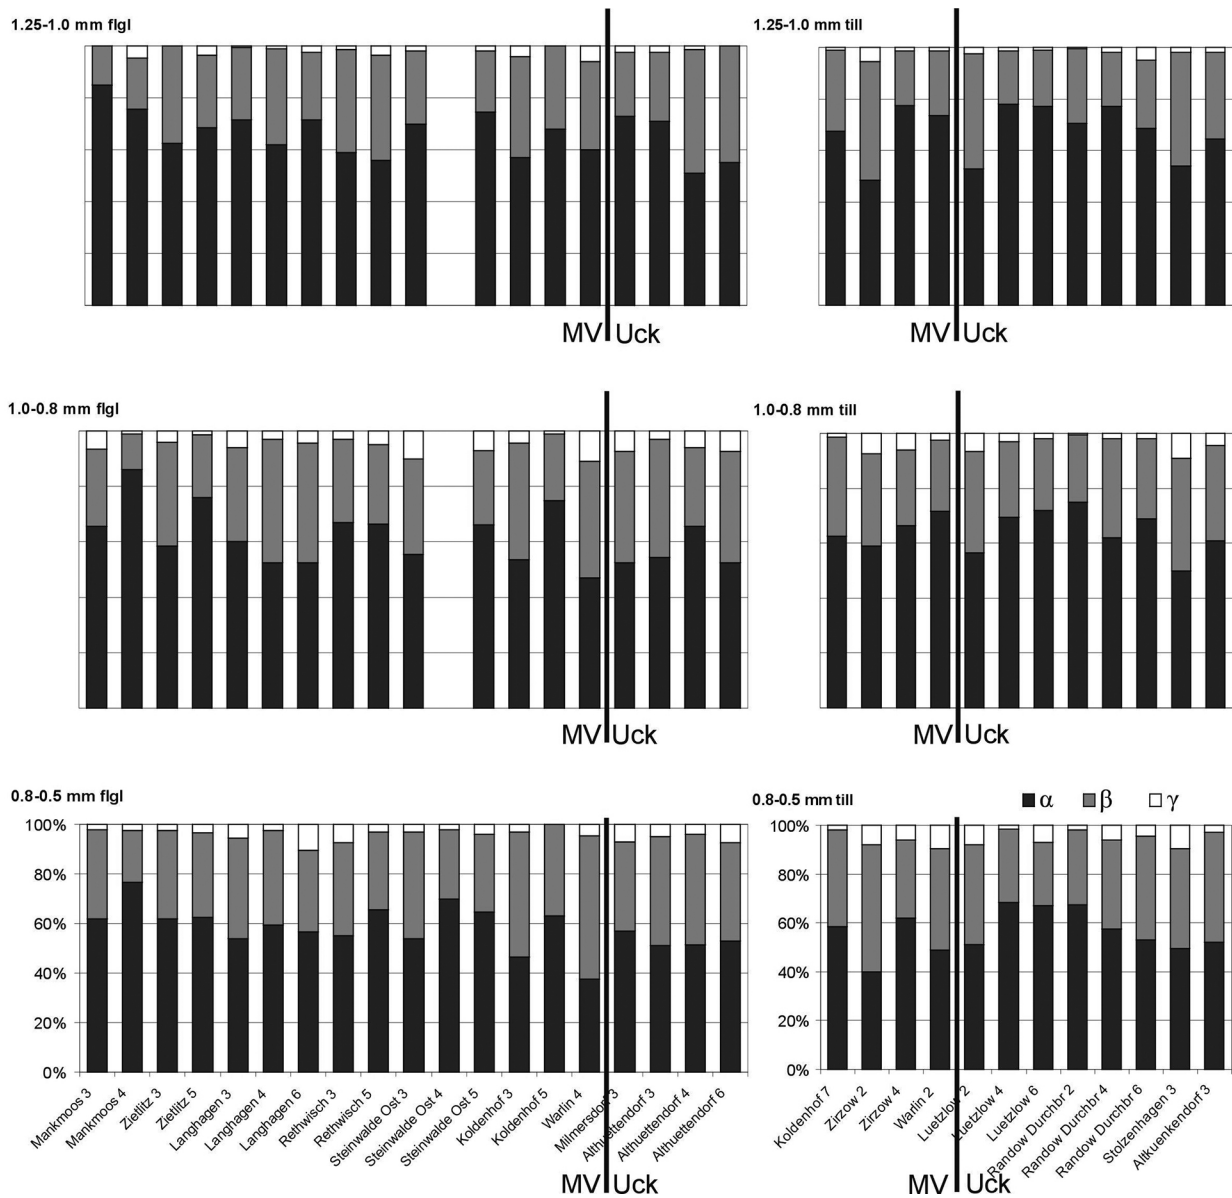 1.25-1.0 mm flgl
1.25-1.0 mm till
MV Uck
MV Uck
1.0-0.8 mm flgl
1.0-0.8 mm till
MV Uck
MV Uck
0.8-0.5 mm flgl
0.8-0.5 mm till
α β γ
100%
80%
60%
40%
20%
0%
100%
80%
60%
40%
20%
0%
Mankmoos 3
Mankmoos 4
Zietlitz 3
Zietlitz 5
Langhagen 3
Langhagen 4
Langhagen 6
Rethwisch 3
Rethwisch 5
Steinwalde Ost 3
Steinwalde Ost 4
Steinwalde Ost 5
Koldenhof 3
Koldenhof 5
Warlin 4
Milmersdorf 3
Althuettendorf 3
Althuettendorf 4
Althuettendorf 6
Koldenhof 7
Zirzow 2
Zirzow 4
Warlin 2
Luetzlow 2
Luetzlow 4
Luetzlow 6
Randow Durchbr 2
Randow Durchbr 4
Randow Durchbr 6
Stolzenhagen 3
Altkuenkendorf 3
MV Uck
MV Uck